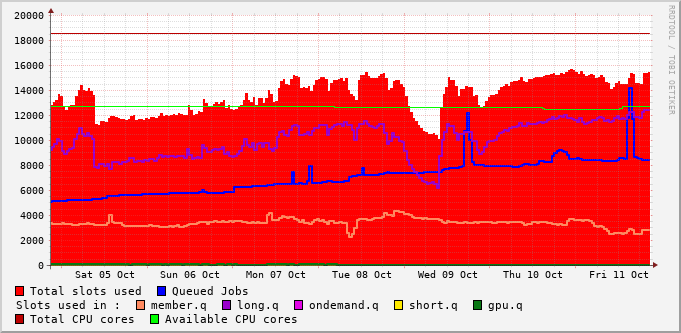 20000
18000
16000
14000
12000
10000
8000
6000
4000
2000
0
Sat 05 Oct Sun 06 Oct Mon 07 Oct Tue 08 Oct Wed 09 Oct Thu 10 Oct Fri 11 Oct
RRDTOOL / TOBI OETIKER
Total slots used Queued Jobs
Slots used in : member.q long.q ondemand.q short.q gpu.q
Total CPU cores Available CPU cores